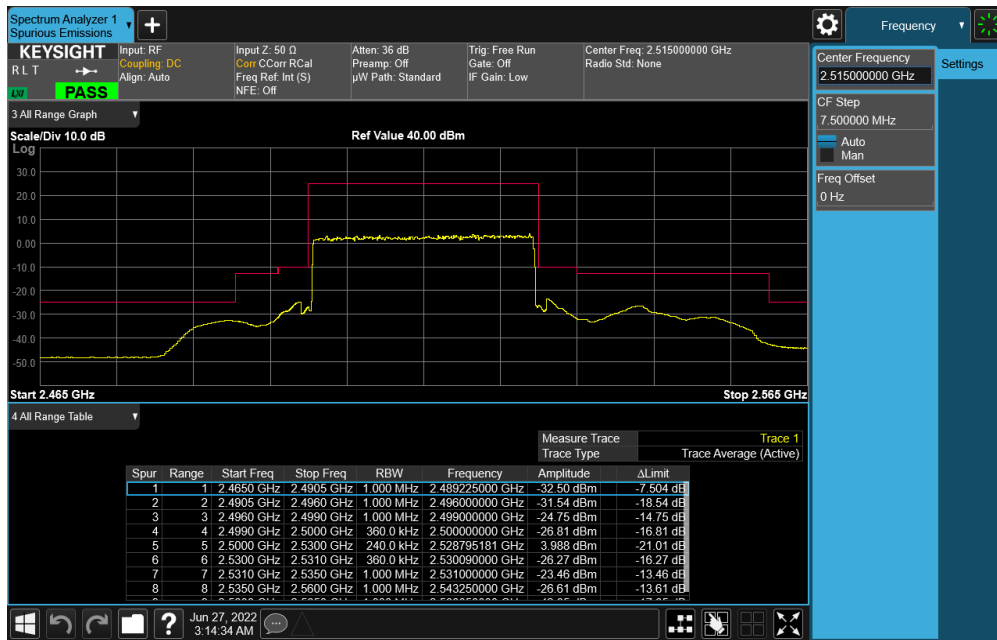 Spectrum Analyzer 1
Spurious Emissions
Frequency
KEYSIGHT
R L T
LXI
PASS
Input: RF
Coupling: DC
Align: Auto
Input Z: 50 Ω
Corr CCorr RCal
Freq Ref: Int (S)
NFE: Off
Atten: 36 dB
Preamp: Off
µW Path: Standard
Trig: Free Run
Gate: Off
IF Gain: Low
Center Freq: 2.515000000 GHz
Radio Std: None
Center Frequency
2.515000000 GHz
Settings
CF Step
7.500000 MHz
Auto
Man
Freq Offset
0 Hz
3 All Range Graph
Scale/Div 10.0 dB
Ref Value 40.00 dBm
Log
30.0
20.0
10.0
0.00
-10.0
-20.0
-30.0
-40.0
-50.0
Start 2.465 GHz
Stop 2.565 GHz
4 All Range Table
Measure Trace Trace 1
Trace Type Trace Average (Active)
Spur Range Start Freq Stop Freq RBW Frequency Amplitude ΔLimit
1 1 2.4650 GHz 2.4905 GHz 1.000 MHz 2.489225000 GHz -32.50 dBm -7.504 dB
2 2 2.4905 GHz 2.4960 GHz 1.000 MHz 2.496000000 GHz -31.54 dBm -18.54 dB
3 3 2.4960 GHz 2.4990 GHz 1.000 MHz 2.499000000 GHz -24.75 dBm -14.75 dB
4 4 2.4990 GHz 2.5000 GHz 360.0 kHz 2.500000000 GHz -26.81 dBm -16.81 dB
5 5 2.5000 GHz 2.5300 GHz 240.0 kHz 2.528795181 GHz 3.988 dBm -21.01 dB
6 6 2.5300 GHz 2.5310 GHz 360.0 kHz 2.530090000 GHz -26.27 dBm -16.27 dB
7 7 2.5310 GHz 2.5350 GHz 1.000 MHz 2.531000000 GHz -23.46 dBm -13.46 dB
8 8 2.5350 GHz 2.5600 GHz 1.000 MHz 2.543250000 GHz -26.61 dBm -13.61 dB
Jun 27, 2022
3:14:34 AM